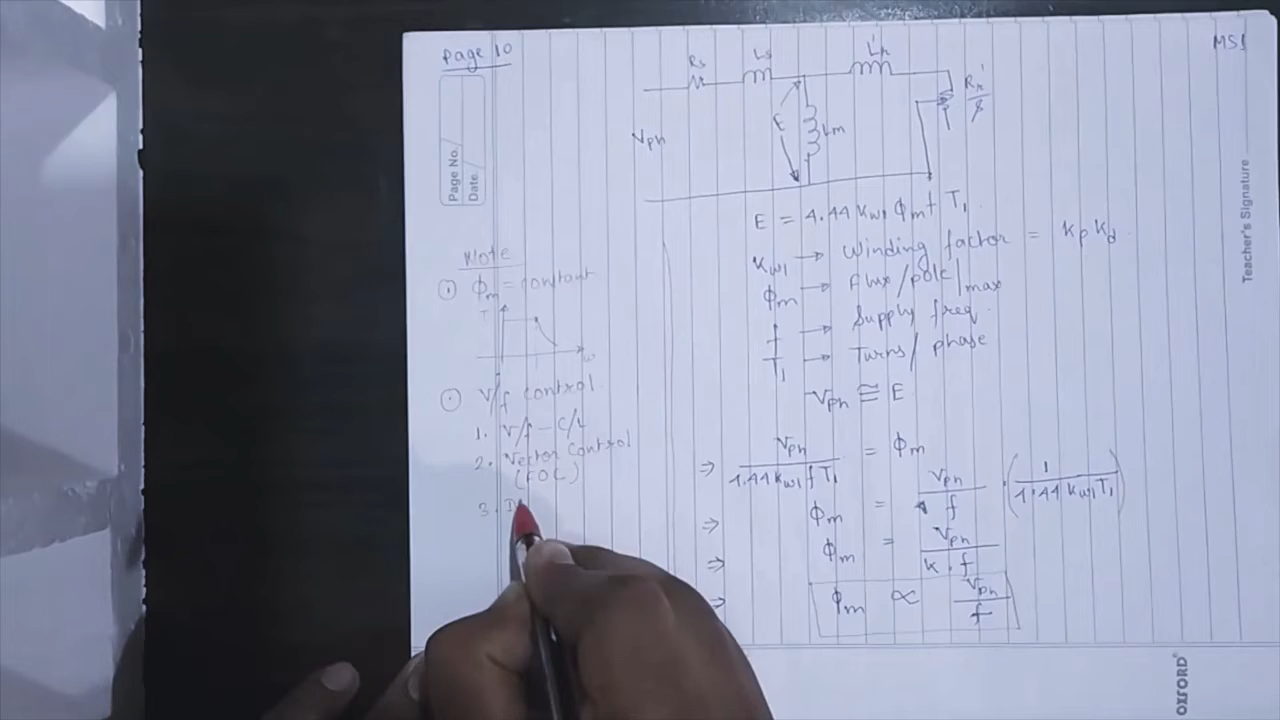 Page 10
MS1
Page No.
Date
Rs
Ls
L'r
Rr'/s
Vph
E
Lm
E = 4.44 Kw1 ϕm f T1
Kw1 → Winding factor = Kp Kd
ϕm → Flux/pole/max
f → Supply freq.
T1 → Turns/phase
Vph ≅ E
⇒ Vph / 4.44 Kw1 f T1 = ϕm
⇒ ϕm = Vph / f . (1 / 4.44 Kw1 T1)
⇒ ϕm = Vph / K . f
⇒ ϕm ∝ Vph / f
Note
① ϕm = constant
T
ω
V/f control
1. V/f - C/L
2. Vector Control
(FOC)
3. D
Teacher's Signature
OXFORD®